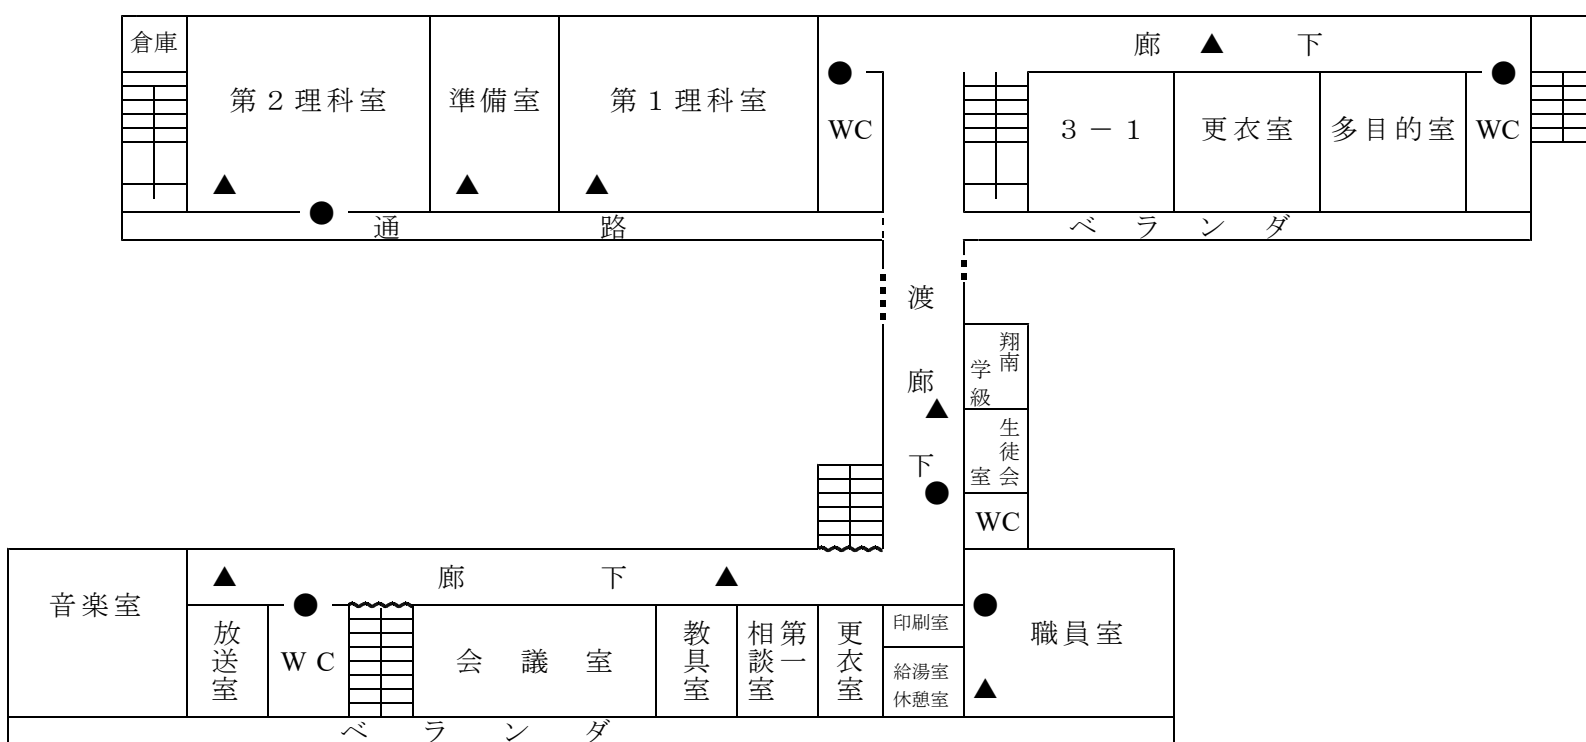 倉庫
第２理科室
準備室
第１理科室
WC
廊 下
３－１
更衣室
多目的室
WC
通 路
ベランダ
渡廊下
翔南学級
生徒会室
WC
音楽室
廊 下
放送室
ＷＣ
会議室
教具室
第一相談室
更衣室
印刷室
給湯室
休憩室
職員室
ベランダ